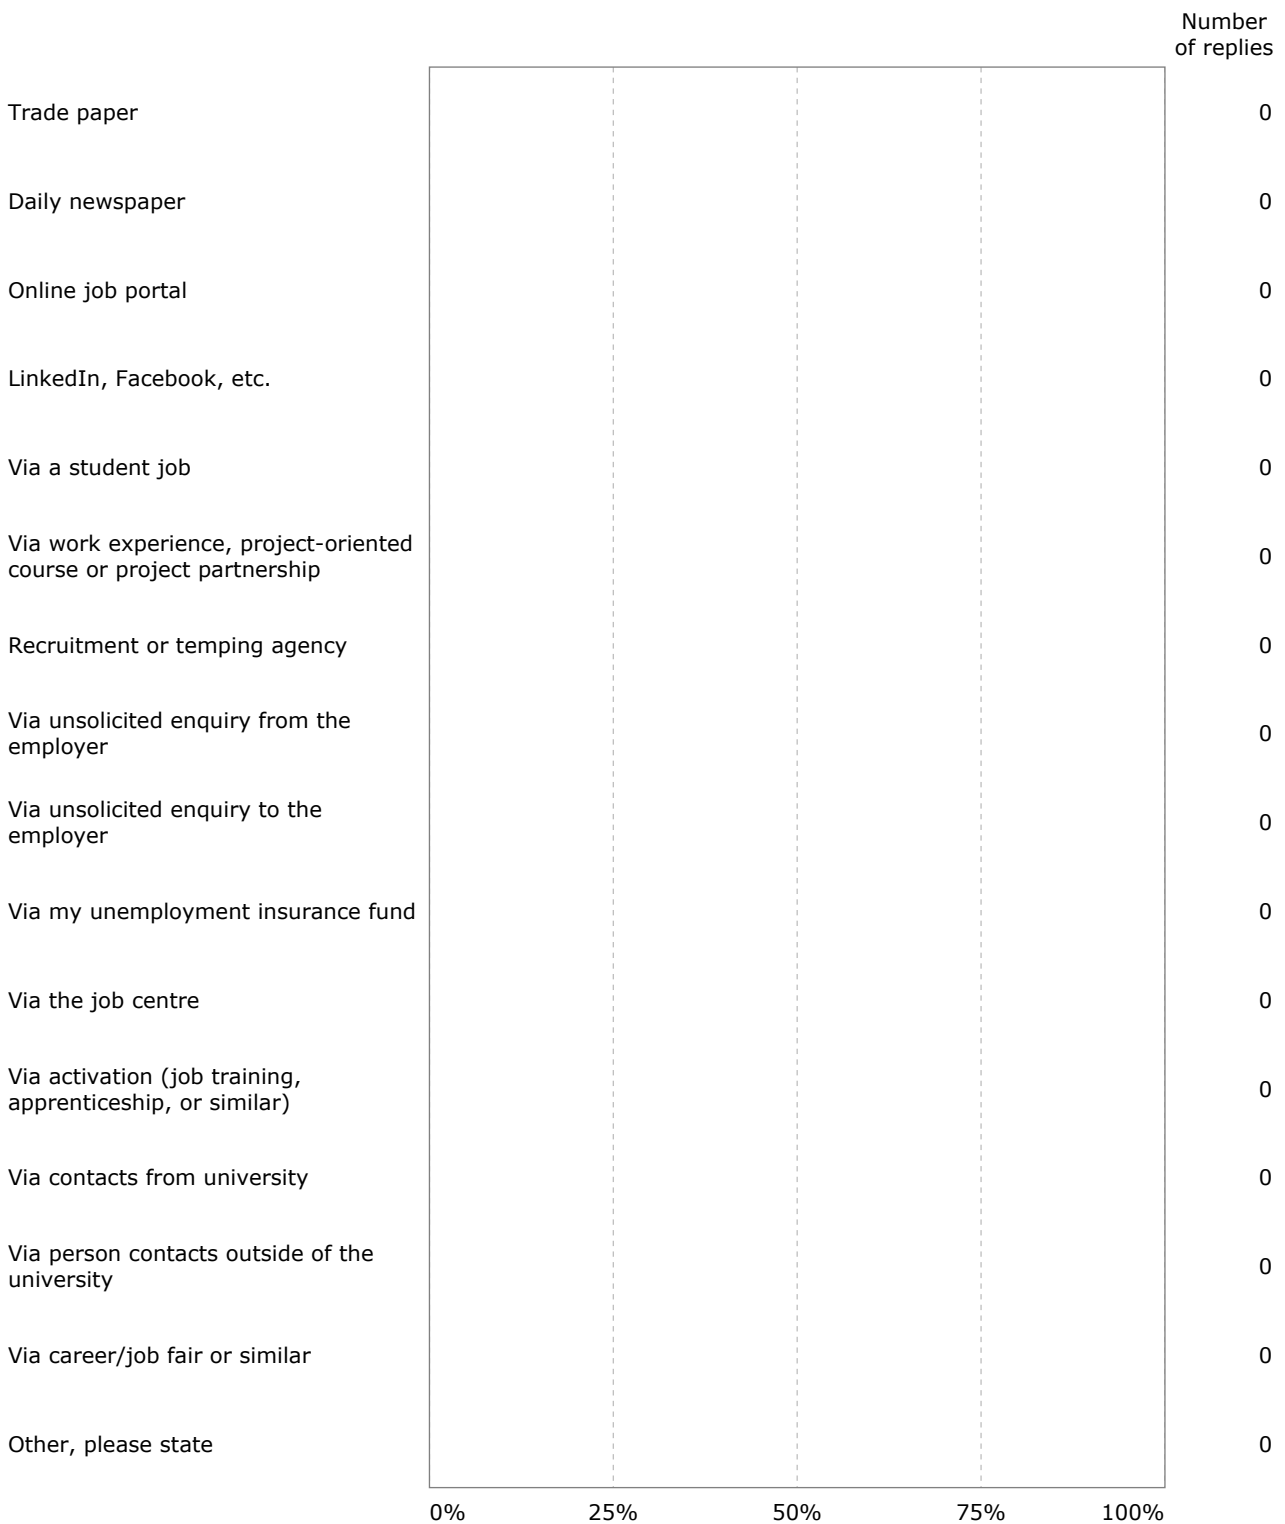 Number
of replies
Trade paper 0
Daily newspaper 0
Online job portal 0
LinkedIn, Facebook, etc. 0
Via a student job 0
Via work experience, project-oriented
course or project partnership 0
Recruitment or temping agency 0
Via unsolicited enquiry from the
employer 0
Via unsolicited enquiry to the
employer 0
Via my unemployment insurance fund 0
Via the job centre 0
Via activation (job training,
apprenticeship, or similar) 0
Via contacts from university 0
Via person contacts outside of the
university 0
Via career/job fair or similar 0
Other, please state 0
0% 25% 50% 75% 100%